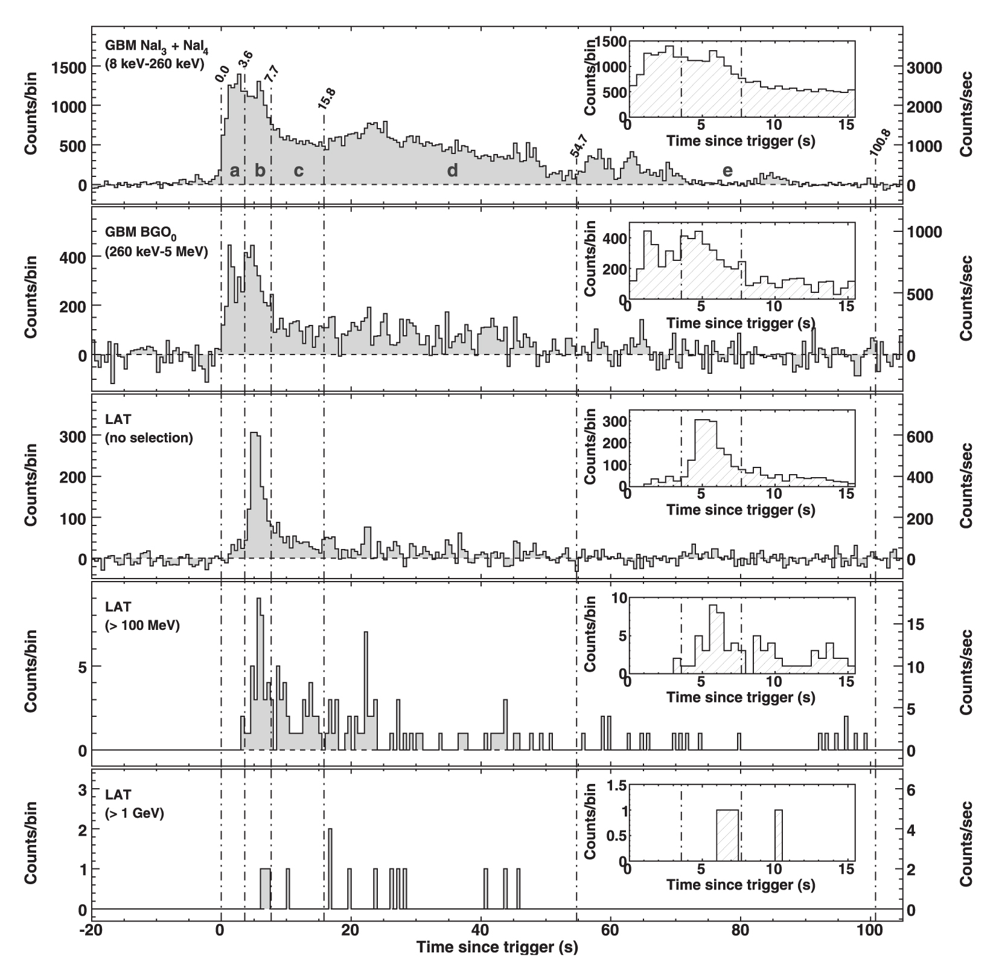 GBM NaI3 + NaI4
(8 keV-260 keV)
Counts/bin
1500
1000
500
0
0.0
3.6
7.7
15.8
54.7
100.8
a b c d e
Counts/bin
1500
1000
500
0
0 5 10 15
Time since trigger (s)
3000
2000
1000
0
Counts/sec
GBM BGO0
(260 keV-5 MeV)
Counts/bin
400
200
0
Counts/bin
400
200
0
0 5 10 15
Time since trigger (s)
1000
500
0
Counts/sec
LAT
(no selection)
Counts/bin
300
200
100
0
Counts/bin
300
200
100
0
0 5 10 15
Time since trigger (s)
600
400
200
0
Counts/sec
LAT
(> 100 MeV)
Counts/bin
5
0
Counts/bin
10
5
0
0 5 10 15
Time since trigger (s)
15
10
5
0
Counts/sec
LAT
(> 1 GeV)
Counts/bin
3
2
1
0
Counts/bin
1.5
1
0.5
0
0 5 10 15
Time since trigger (s)
6
4
2
0
Counts/sec
-20 0 20 40 60 80 100
Time since trigger (s)